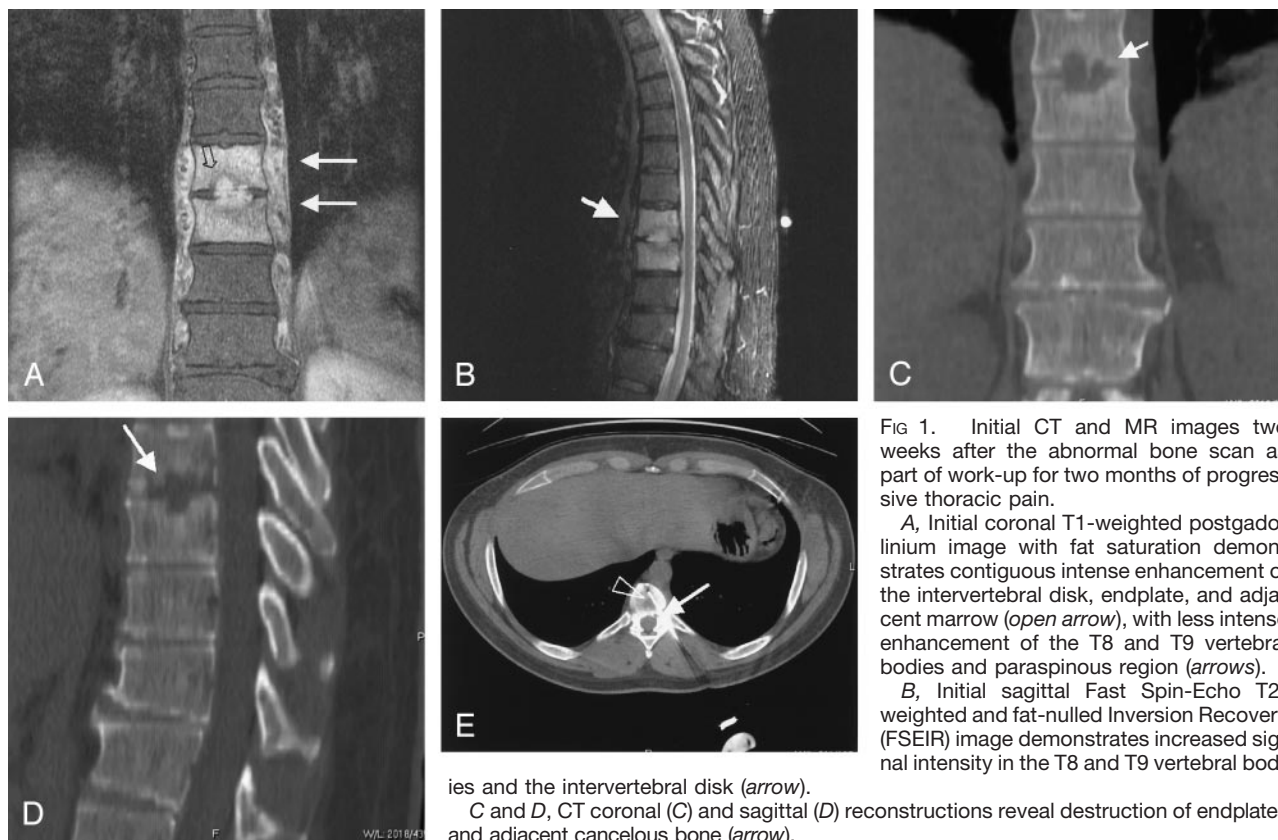 A
B
C
D
E
P
F
L
FIG 1. Initial CT and MR images two
weeks after the abnormal bone scan a
part of work-up for two months of progres
sive thoracic pain.
A, Initial coronal T1-weighted postgado
linium image with fat saturation demon
strates contiguous intense enhancement o
the intervertebral disk, endplate, and adja
cent marrow (open arrow), with less intense
enhancement of the T8 and T9 vertebra
bodies and paraspinous region (arrows).
B, Initial sagittal Fast Spin-Echo T2
weighted and fat-nulled Inversion Recover
(FSEIR) image demonstrates increased sig
nal intensity in the T8 and T9 vertebral bod
ies and the intervertebral disk (arrow).
C and D, CT coronal (C) and sagittal (D) reconstructions reveal destruction of endplate
and adjacent cancelous bone (arrow).